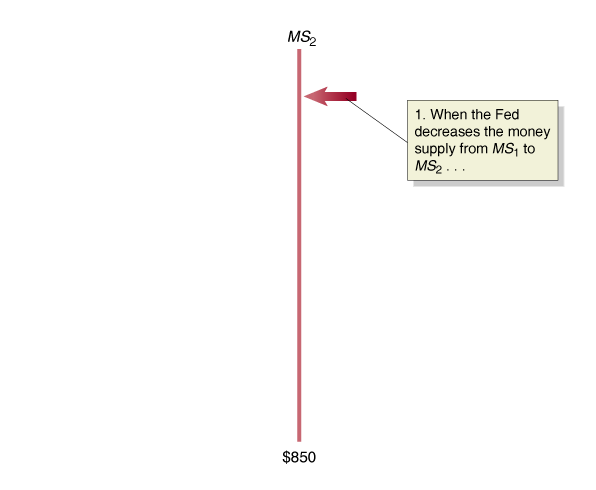 MS₂
1. When the Fed
decreases the money
supply from MS₁ to
MS₂ . . .
$850